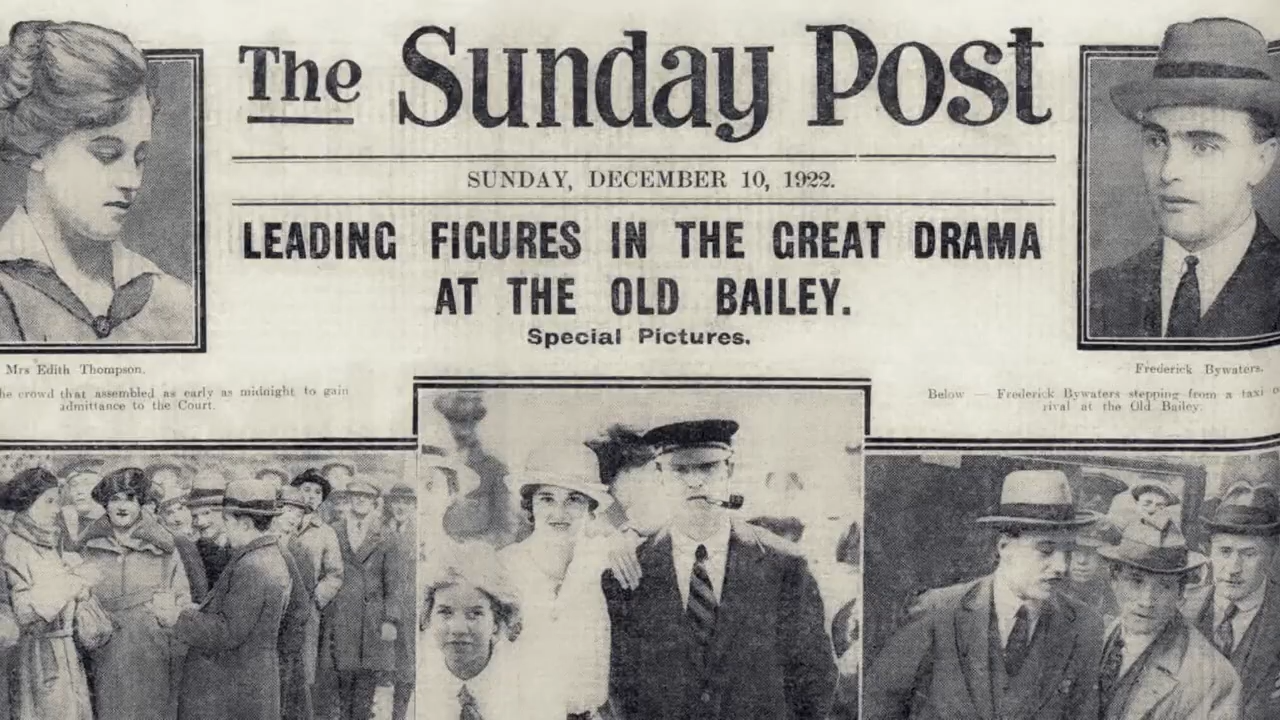 The Sunday Post
SUNDAY, DECEMBER 10, 1922.
LEADING FIGURES IN THE GREAT DRAMA
AT THE OLD BAILEY.
Special Pictures.
Mrs Edith Thompson.
he crowd that assembled as early as midnight to gain
admittance to the Court.
Frederick Bywaters.
Below — Frederick Bywaters stepping from a taxi o
rival at the Old Bailey.